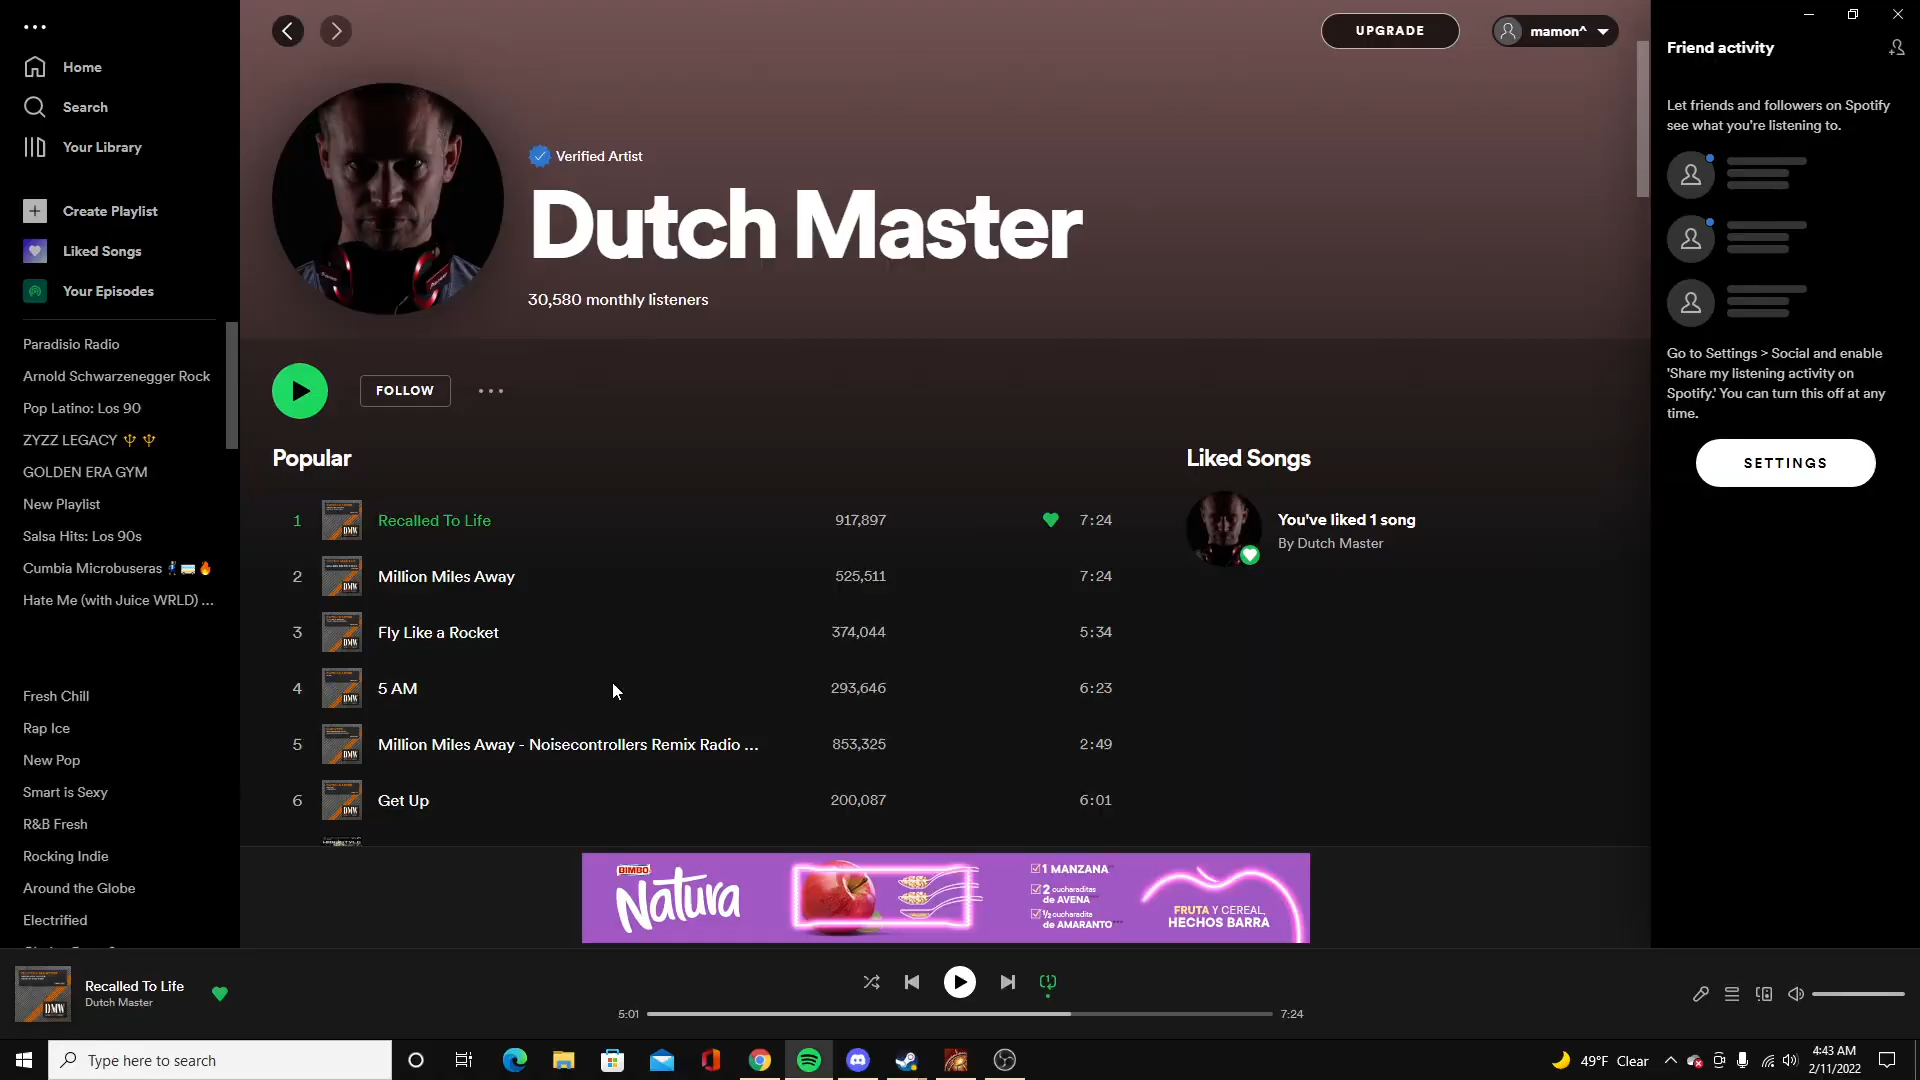 Home
Search
Your Library
Create Playlist
Liked Songs
Your Episodes
Paradisio Radio
Arnold Schwarzenegger Rock
Pop Latino: Los 90
ZYZZ LEGACY 🔱 🔱
GOLDEN ERA GYM
New Playlist
Salsa Hits: Los 90s
Cumbia Microbuseras
Hate Me (with Juice WRLD) ...
Fresh Chill
Rap Ice
New Pop
Smart is Sexy
R&B Fresh
Rocking Indie
Around the Globe
Electrified
UPGRADE
mamon^
Verified Artist
Dutch Master
30,580 monthly listeners
FOLLOW
Popular
1 Recalled To Life 917,897 7:24
2 Million Miles Away 525,511 7:24
3 Fly Like a Rocket 374,044 5:34
4 5 AM 293,646 6:23
5 Million Miles Away - Noisecontrollers Remix Radio ... 853,325 2:49
6 Get Up 200,087 6:01
Liked Songs
You've liked 1 song
By Dutch Master
BIMBO
Natura
1 MANZANA
2 cucharaditas
de AVENA
½ cucharadita
de AMARANTO
FRUTA Y CEREAL,
HECHOS BARRA
Friend activity
Let friends and followers on Spotify
see what you're listening to.
Go to Settings > Social and enable
'Share my listening activity on
Spotify.' You can turn this off at any
time.
SETTINGS
DMW
Recalled To Life
Dutch Master
5:01
7:24
Type here to search
49°F Clear
4:43 AM
2/11/2022